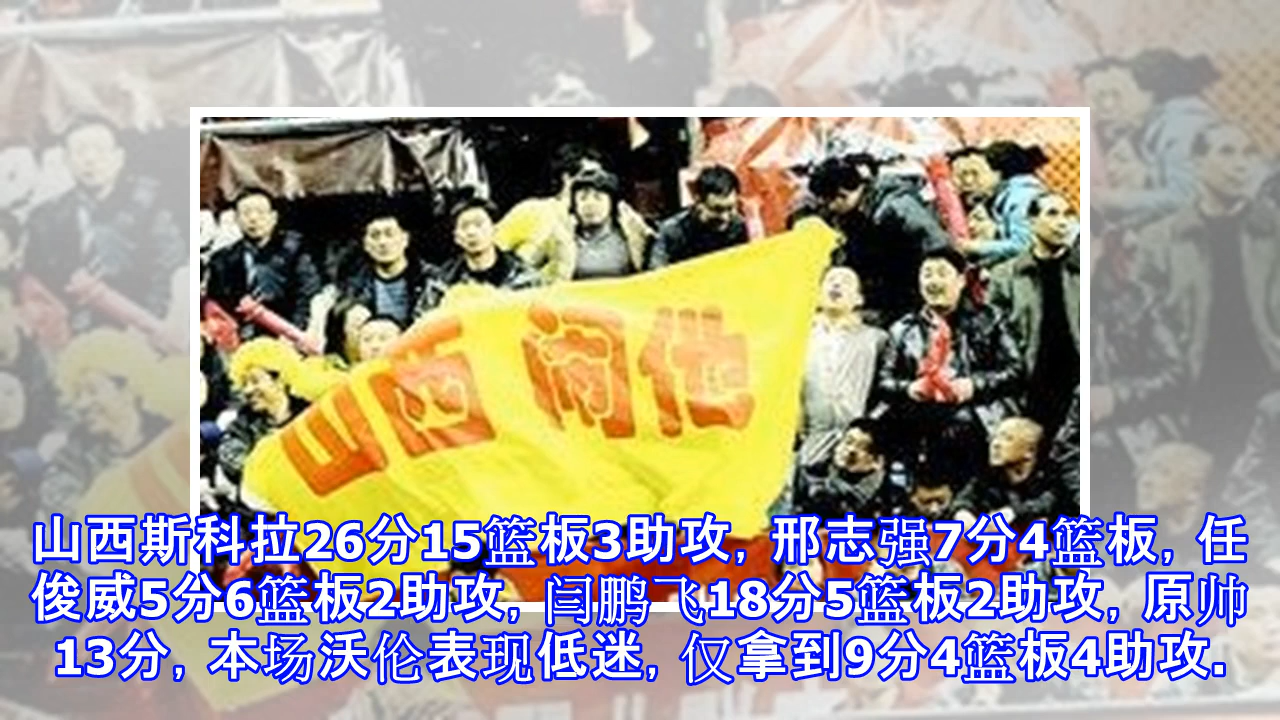 山西 闹他
山西斯科拉26分15篮板3助攻, 邢志强7分4篮板, 任
俊威5分6篮板2助攻, 闫鹏飞18分5篮板2助攻, 原帅
13分, 本场沃伦表现低迷, 仅拿到9分4篮板4助攻.